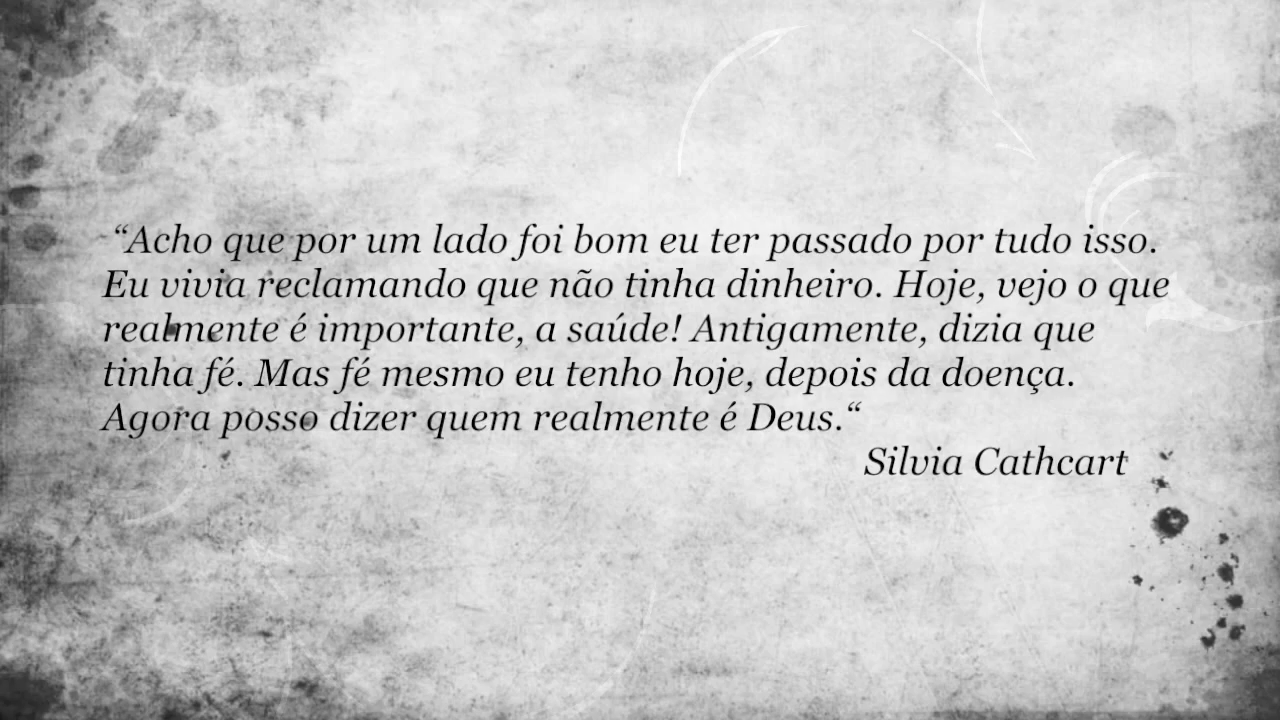 “Acho que por um lado foi bom eu ter passado por tudo isso.
Eu vivia reclamando que não tinha dinheiro. Hoje, vejo o que
realmente é importante, a saúde! Antigamente, dizia que
tinha fé. Mas fé mesmo eu tenho hoje, depois da doença.
Agora posso dizer quem realmente é Deus.“
Silvia Cathcart